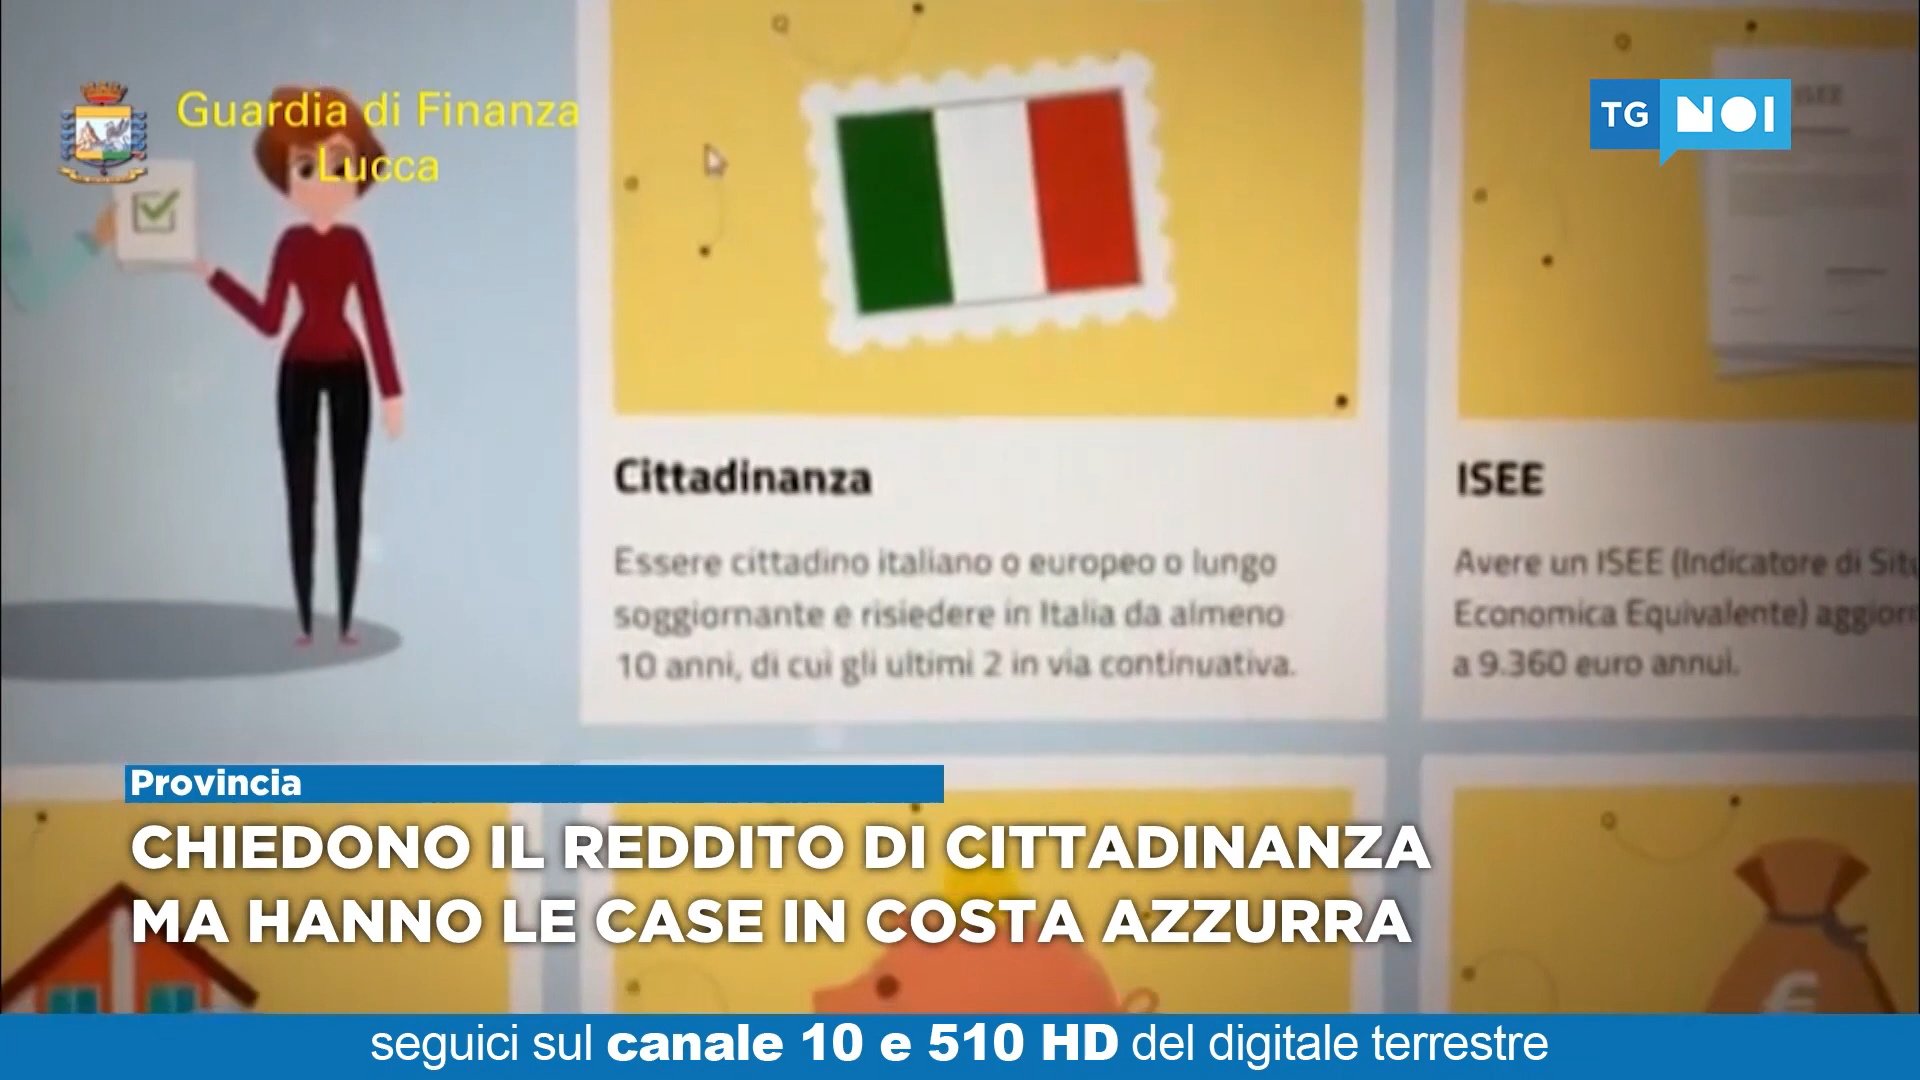 Guardia di Finanza
Lucca
TG NOI
ISEE
Cittadinanza
Essere cittadino italiano o europeo o lungo
soggiornante e risiedere in Italia da almeno
10 anni, di cui gli ultimi 2 in via continuativa.
ISEE
Avere un ISEE (Indicatore di Situ
Economica Equivalente) aggiorn
a 9.360 euro annui.
Provincia
CHIEDONO IL REDDITO DI CITTADINANZA
MA HANNO LE CASE IN COSTA AZZURRA
€
seguici sul canale 10 e 510 HD del digitale terrestre